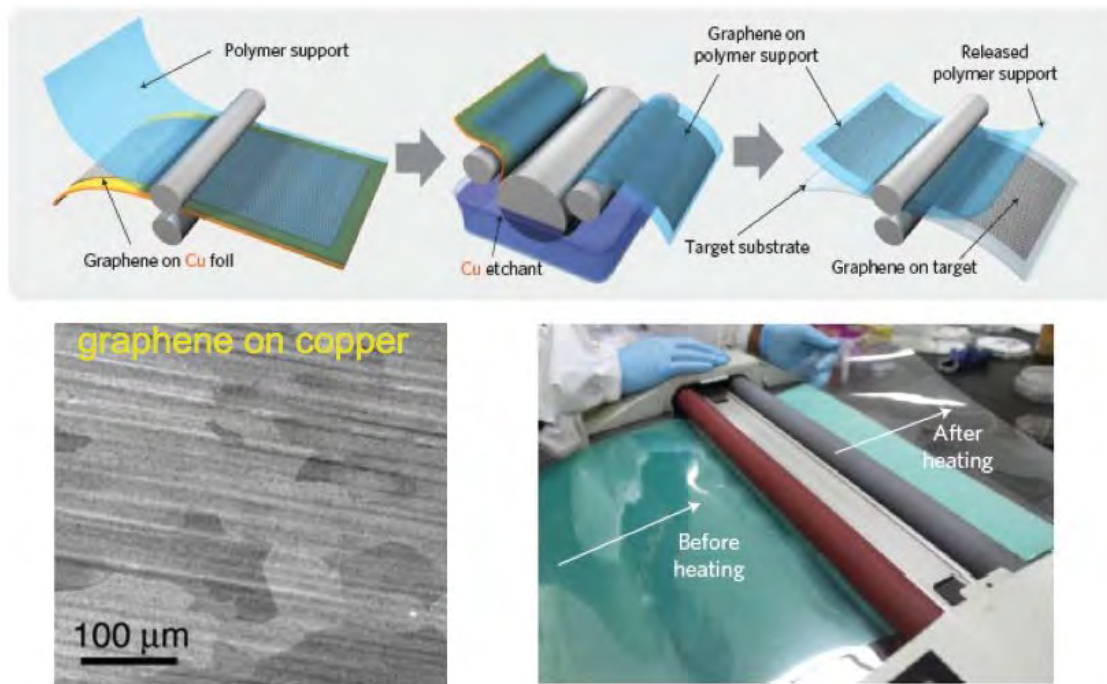 Polymer support
Graphene on Cu foil
Cu etchant
Graphene on
polymer support
Released
polymer support
Target substrate
Graphene on target
graphene on copper
100 µm
Before
heating
After
heating